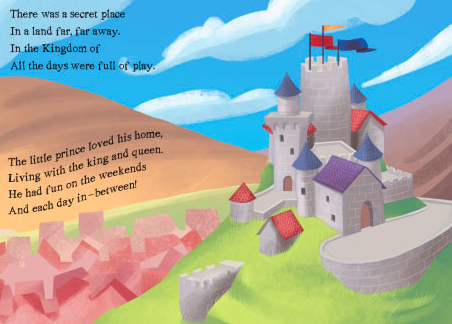 There was a secret place
In a land far, far away.
In the Kingdom of
All the days were full of play.
The little prince loved his home,
Living with the king and queen.
He had fun on the weekends
And each day in-between!